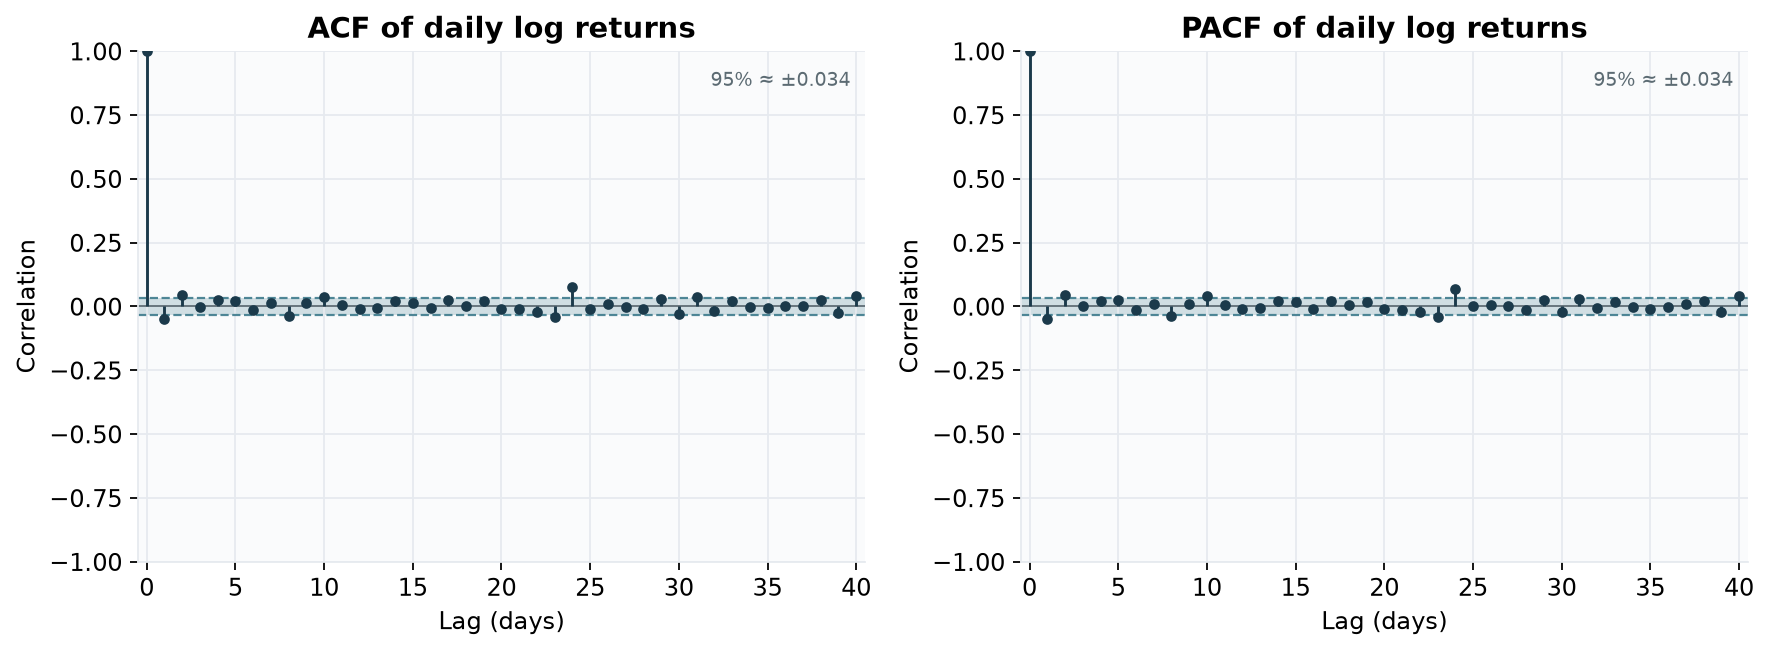 ACF of daily log returns
1.00
0.75
0.50
0.25
0.00
−0.25
−0.50
−0.75
−1.00
Correlation
95% ≈ ±0.034
0 5 10 15 20 25 30 35 40
Lag (days)
PACF of daily log returns
1.00
0.75
0.50
0.25
0.00
−0.25
−0.50
−0.75
−1.00
Correlation
95% ≈ ±0.034
0 5 10 15 20 25 30 35 40
Lag (days)